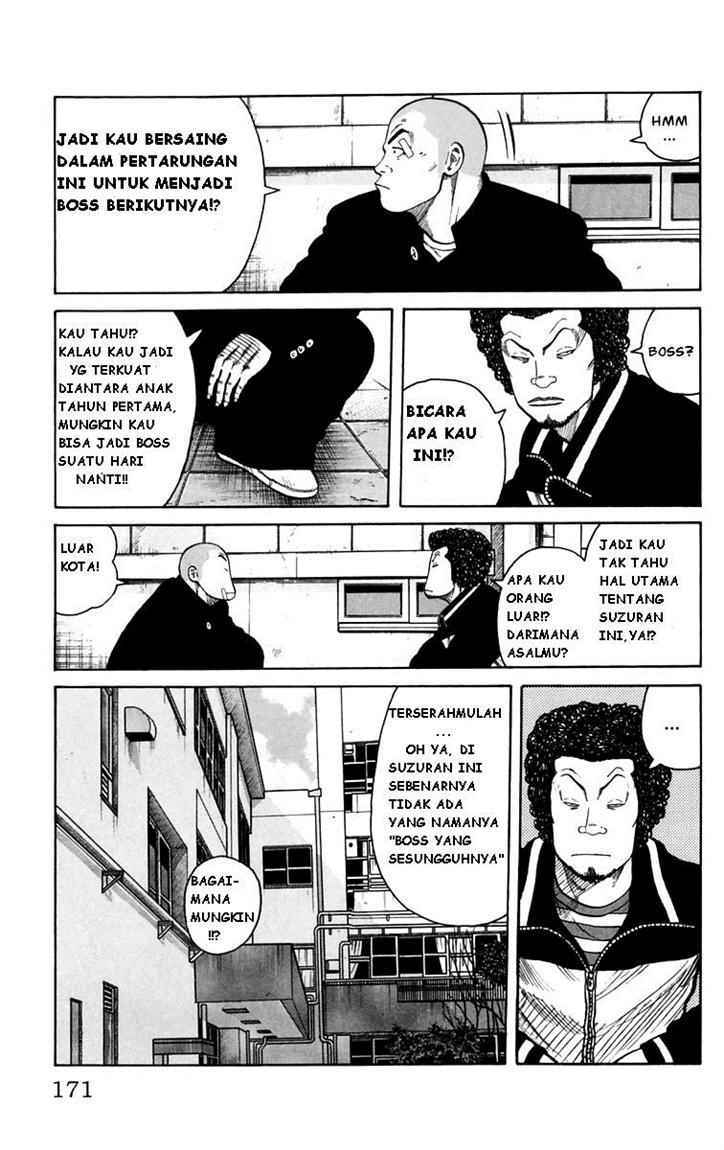 HMM
...
JADI KAU BERSAING
DALAM PERTARUNGAN
INI UNTUK MENJADI
BOSS BERIKUTNYA!?
BOSS?
BICARA
APA KAU
INI!?
KAU TAHU!?
KALAU KAU JADI
YG TERKUAT
DIANTARA ANAK
TAHUN PERTAMA,
MUNGKIN KAU
BISA JADI BOSS
SUATU HARI
NANTI!!
JADI KAU
TAK TAHU
HAL UTAMA
TENTANG
SUZURAN
INI,YA!?
APA KAU
ORANG
LUAR!?
DARIMANA
ASALMU?
LUAR
KOTA!
...
TERSERAHMULAH
...
OH YA, DI
SUZURAN INI
SEBENARNYA
TIDAK ADA
YANG NAMANYA
"BOSS YANG
SESUNGGUHNYA"
BAGAI-
MANA
MUNGKIN
!!?
171